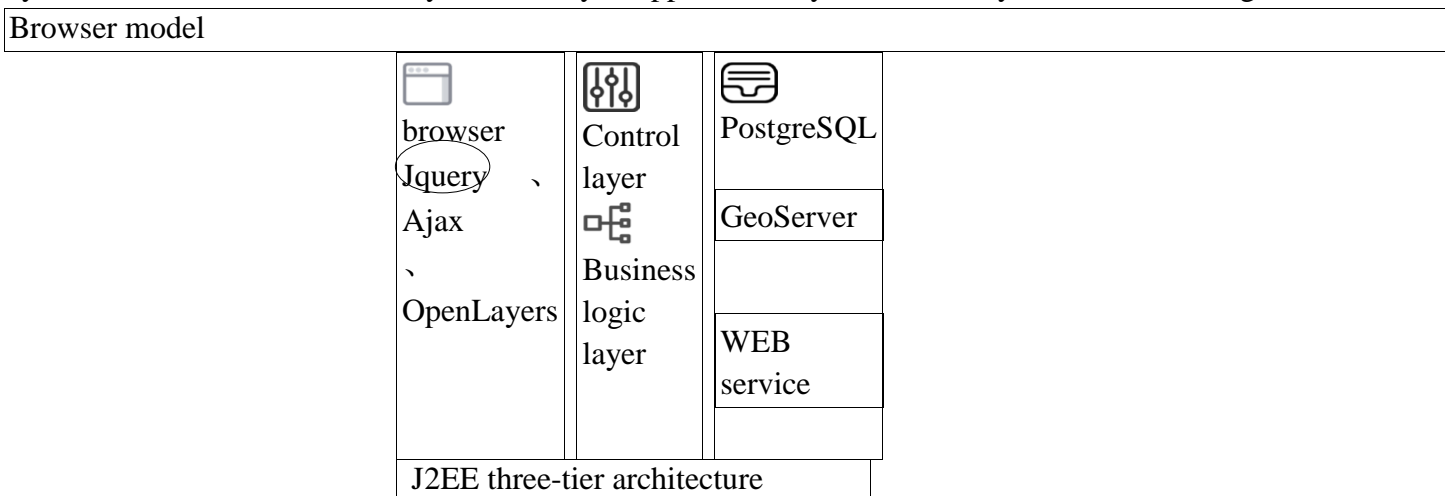 Browser model
browser
Jquery 、
Ajax
、
OpenLayers
Control
layer
Business
logic
layer
PostgreSQL
GeoServer
WEB
service
J2EE three-tier architecture